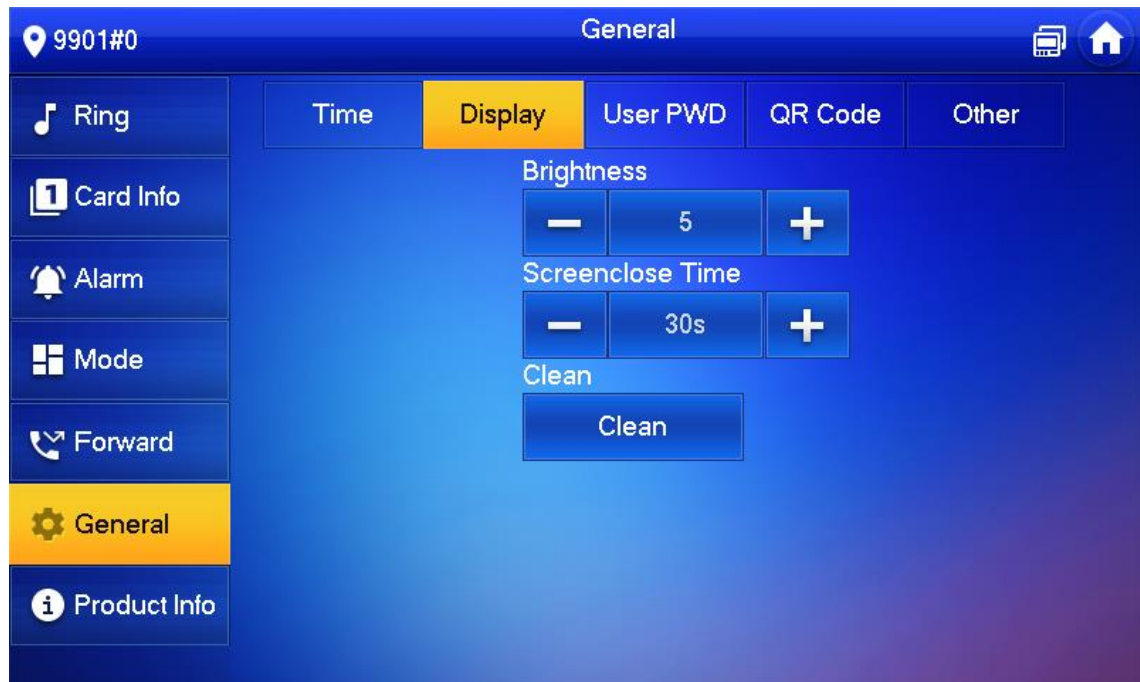 9901#0
General
Ring
Card Info
Alarm
Mode
Forward
General
Product Info
Time Display User PWD QR Code Other
Brightness
− 5 +
Screenclose Time
− 30s +
Clean
Clean